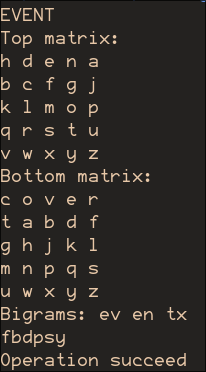 EVENT
Top matrix:
h d e n a
b c f g j
k l m o p
q r s t u
v w x y z
Bottom matrix:
c o v e r
t a b d f
g h j k l
m n p q s
u w x y z
Bigrams: ev en tx
fbdpsy
Operation succeed